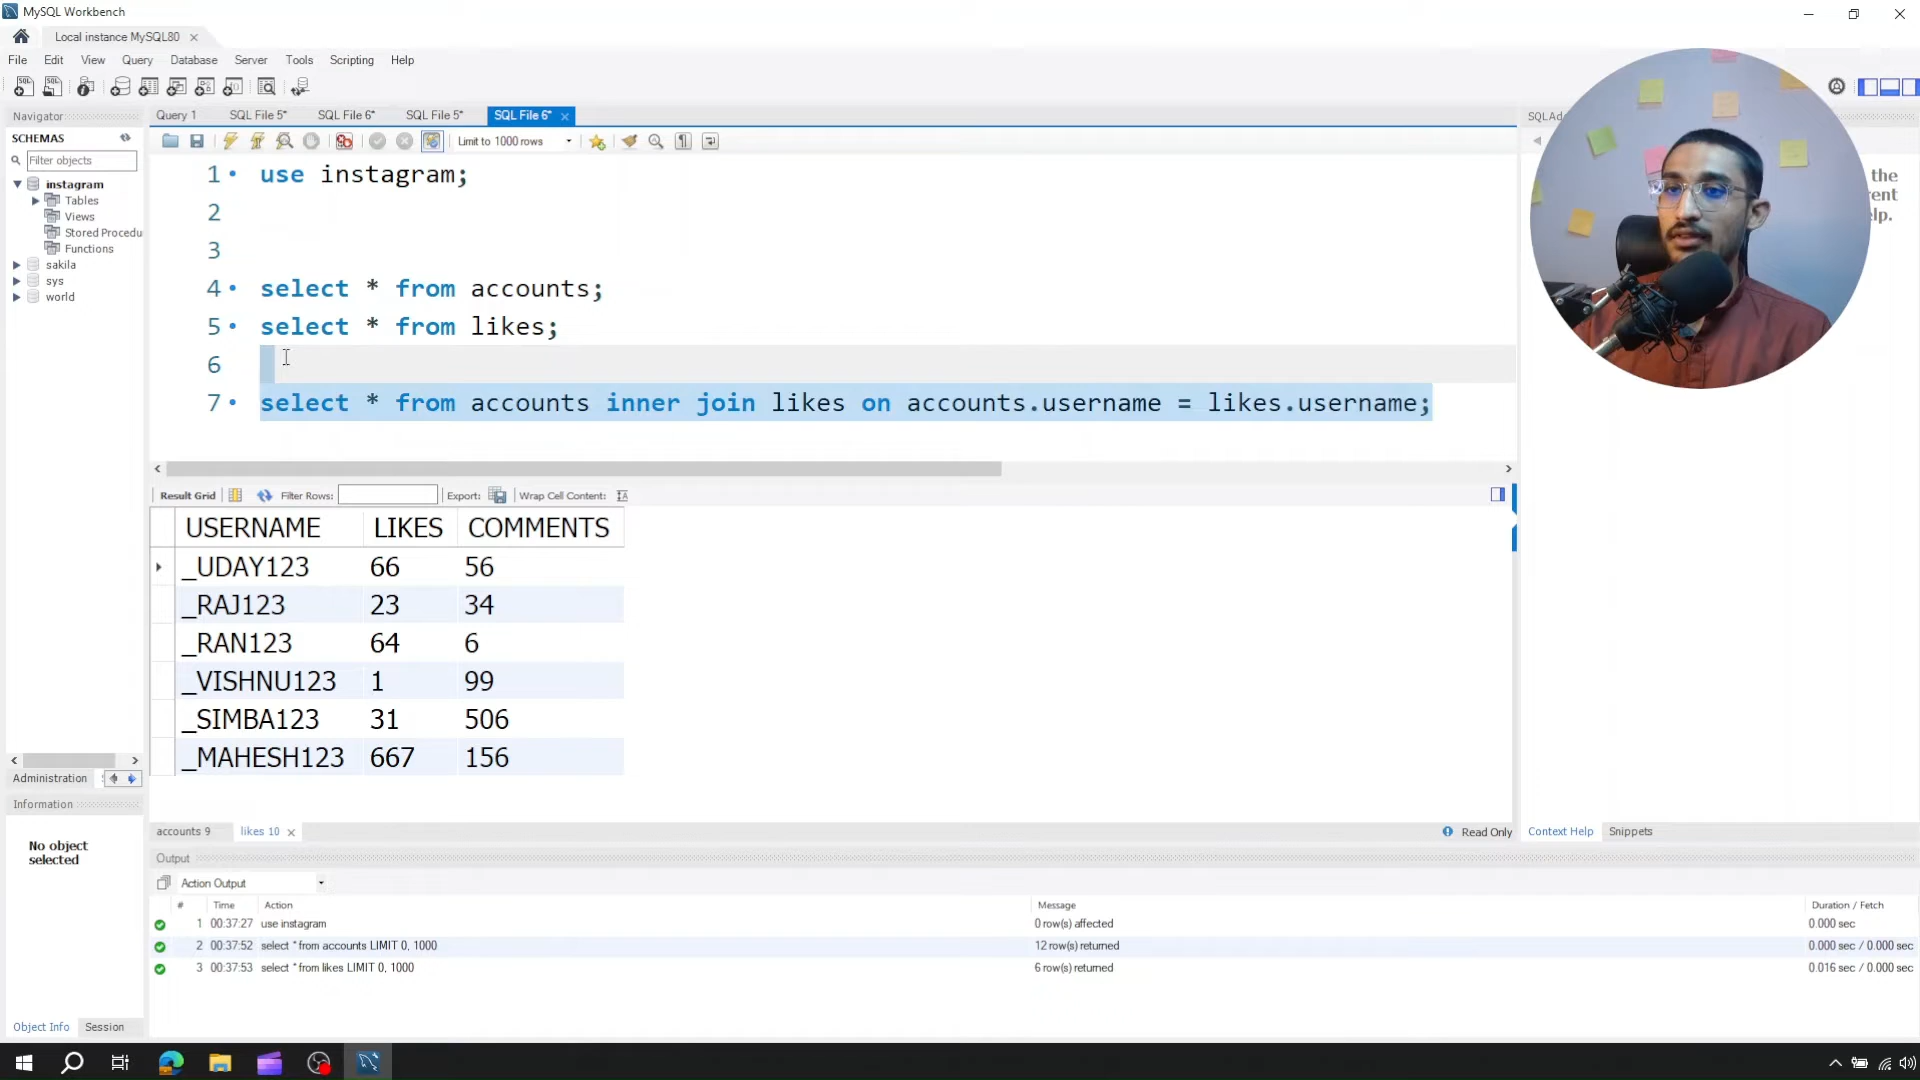 MySQL Workbench
Local instance MySQL80
File Edit View Query Database Server Tools Scripting Help
Navigator
SCHEMAS
Filter objects
instagram
Tables
Views
Stored Procedu
Functions
sakila
sys
world
Administration
Information
No object
selected
Object Info Session
Query 1 SQL File 5* SQL File 6* SQL File 5* SQL File 6*
Limit to 1000 rows
1 use instagram;
2
3
4 select * from accounts;
5 select * from likes;
6
7 select * from accounts inner join likes on accounts.username = likes.username;
Result Grid Filter Rows: Export: Wrap Cell Content:
USERNAME LIKES COMMENTS
_UDAY123 66 56
_RAJ123 23 34
_RAN123 64 6
_VISHNU123 1 99
_SIMBA123 31 506
_MAHESH123 667 156
accounts 9 likes 10 Read Only
Output
Action Output
# Time Action Message Duration / Fetch
1 00:37:27 use instagram 0 row(s) affected 0.000 sec
2 00:37:52 select * from accounts LIMIT 0, 1000 12 row(s) returned 0.000 sec / 0.000 sec
3 00:37:53 select * from likes LIMIT 0, 1000 6 row(s) returned 0.016 sec / 0.000 sec
SQLAd
the
Context Help Snippets